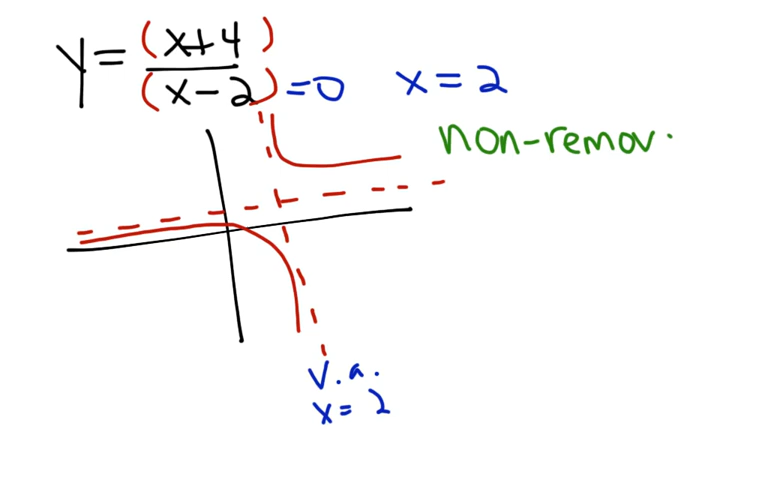 y = (x+4)
(x-2) = 0 x = 2
non-remov.
V.a.
x = 2